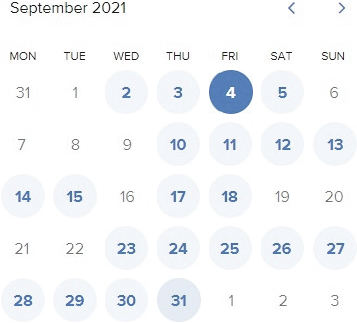 September 2021
MON TUE WED THU FRI SAT SUN
31 1 2 3 4 5 6
7 8 9 10 11 12 13
14 15 16 17 18 19 20
21 22 23 24 25 26 27
28 29 30 31 1 2 3